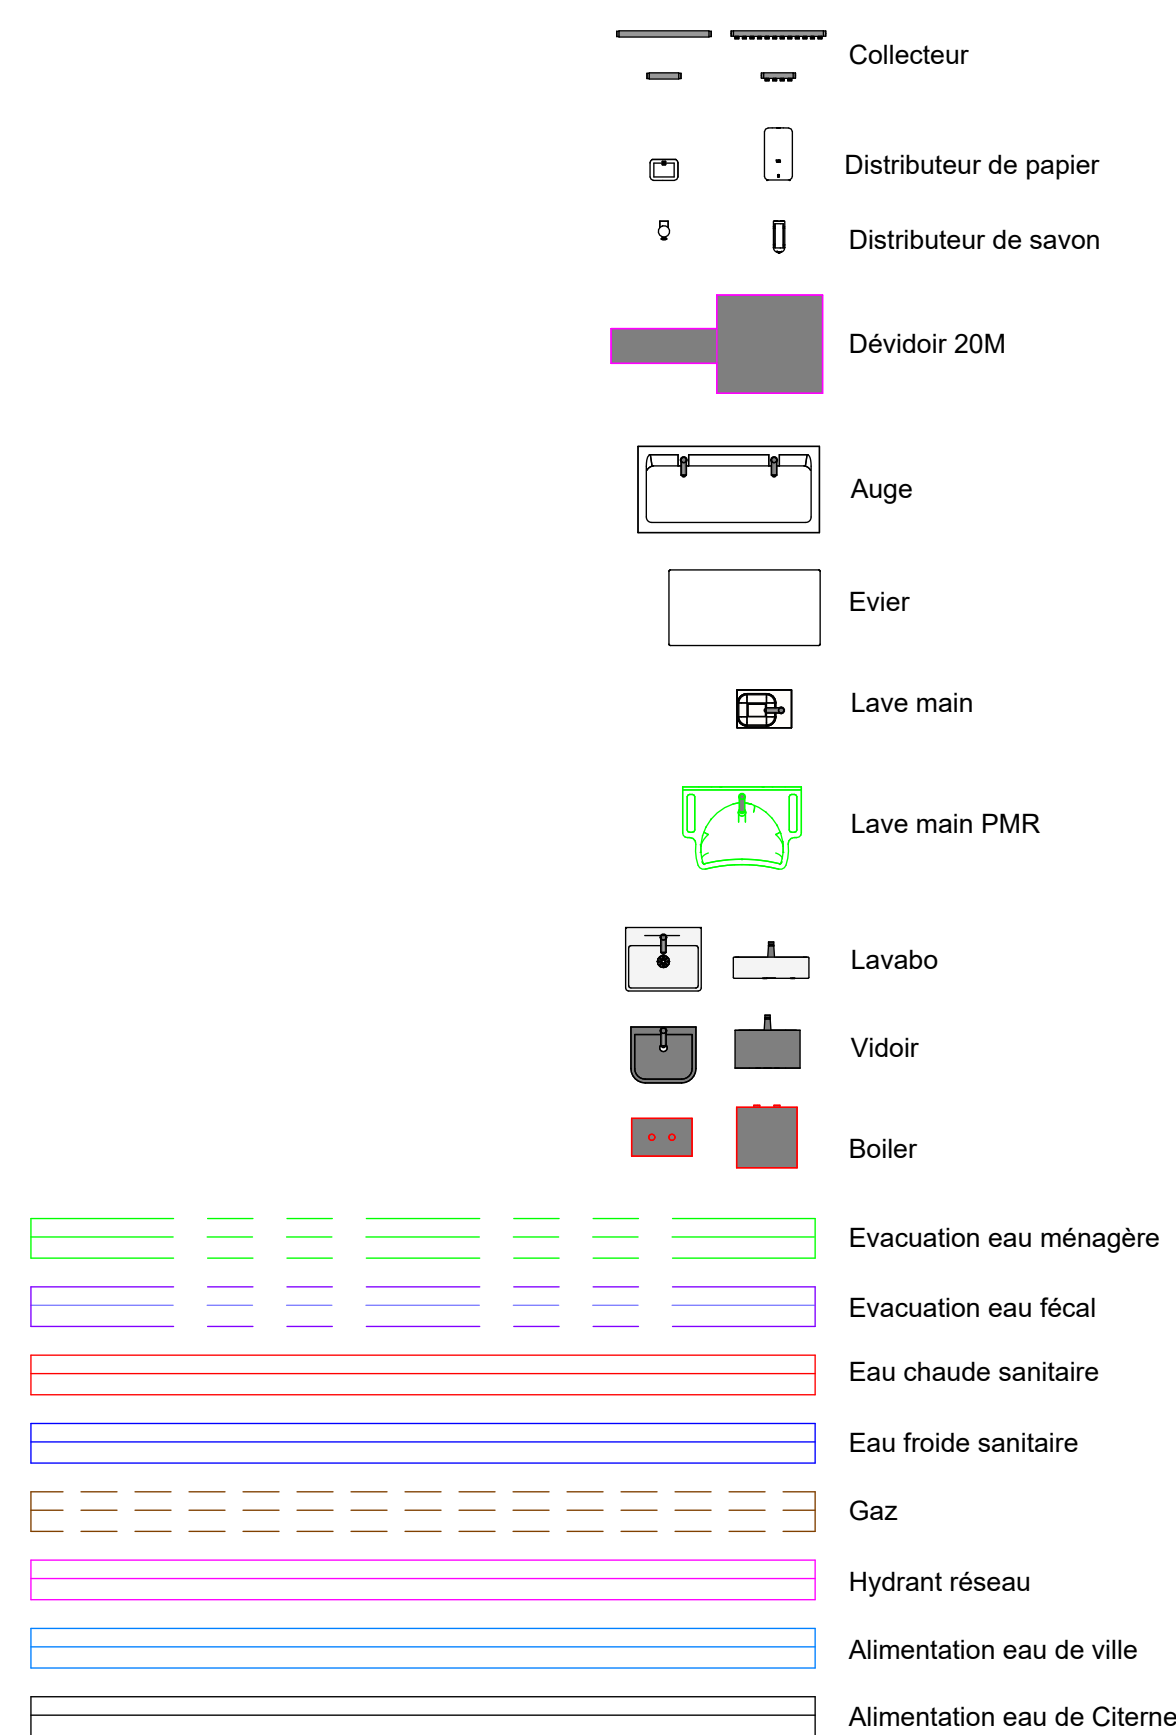 Collecteur
Distributeur de papier
Distributeur de savon
Dévidoir 20M
Auge
Evier
Lave main
Lave main PMR
Lavabo
Vidoir
Boiler
Evacuation eau ménagère
Evacuation eau fécal
Eau chaude sanitaire
Eau froide sanitaire
Gaz
Hydrant réseau
Alimentation eau de ville
Alimentation eau de Citerne